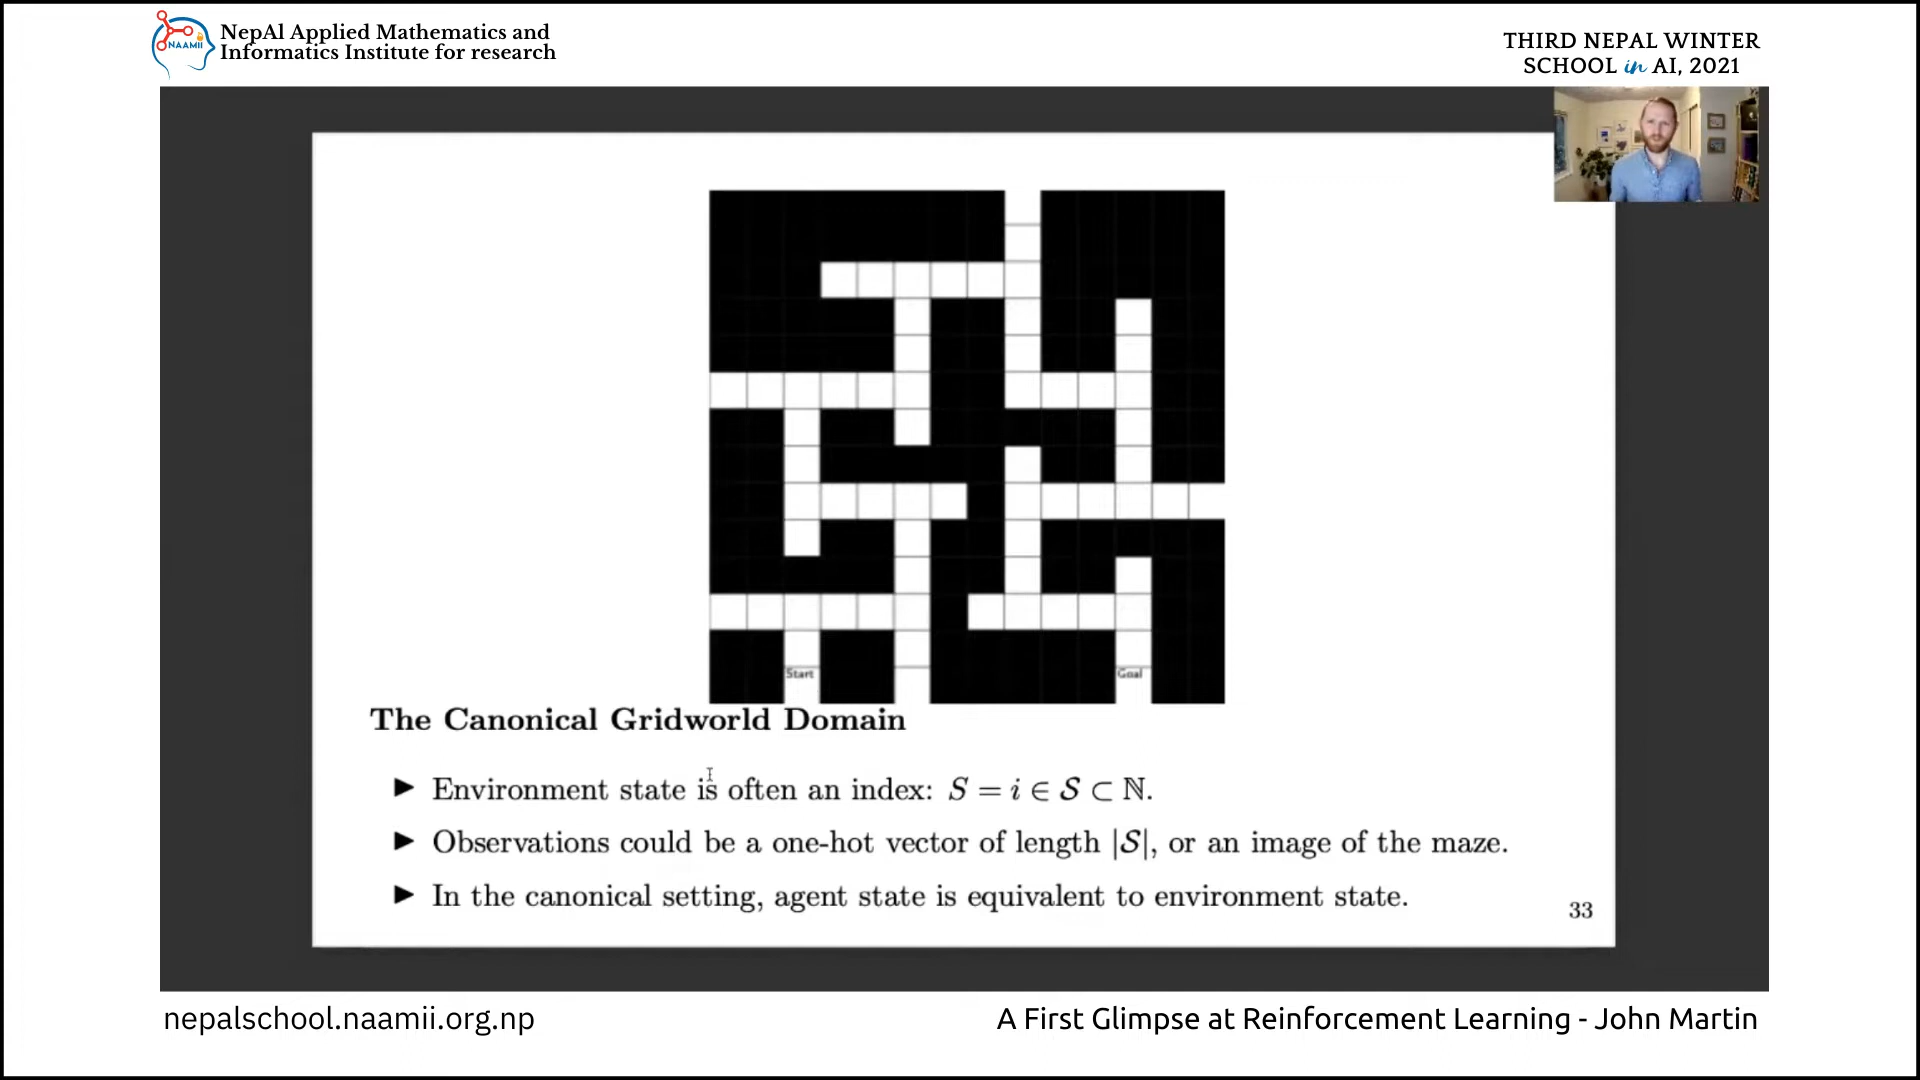 NepAl Applied Mathematics and
Informatics Institute for research
NAAMII
THIRD NEPAL WINTER
SCHOOL in AI, 2021
Start
Goal
The Canonical Gridworld Domain
► Environment state is often an index: S = i ∈ 𝒮 ⊂ ℕ.
► Observations could be a one-hot vector of length |𝒮|, or an image of the maze.
► In the canonical setting, agent state is equivalent to environment state.
33
nepalschool.naamii.org.np
A First Glimpse at Reinforcement Learning - John Martin